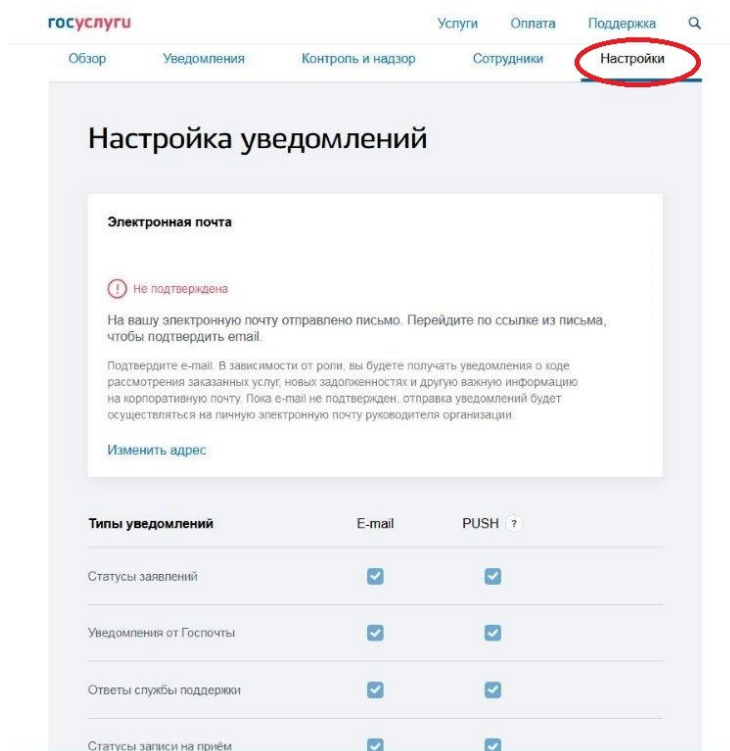 госуслуги Услуги Оплата Поддержка
Обзор Уведомления Контроль и надзор Сотрудники Настройки
Настройка уведомлений
Электронная почта
! Не подтверждена
На вашу электронную почту отправлено письмо. Перейдите по ссылке из письма,
чтобы подтвердить email.
Подтвердите e-mail. В зависимости от роли, вы будете получать уведомления о ходе
рассмотрения заказанных услуг, новых задолженностях и другую важную информацию
на корпоративную почту. Пока e-mail не подтвержден, отправка уведомлений будет
осуществляться на личную электронную почту руководителя организации.
Изменить адрес
Типы уведомлений E-mail PUSH ?
Статусы заявлений
Уведомления от Госпочты
Ответы службы поддержки
Статусы записи на приём